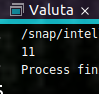 Valuta ×
/snap/intel
11
Process fin